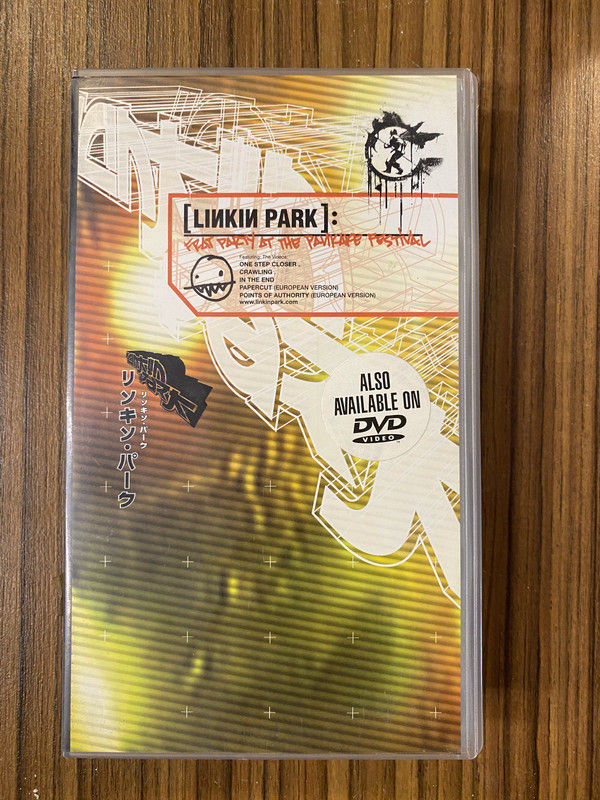 [LIИKIИ PARK]:
FRAT PARTY AT THE PANKAKE FESTIVAL
Featuring The Videos:
ONE STEP CLOSER .
CRAWLING .
IN THE END
PAPERCUT (EUROPEAN VERSION)
POINTS OF AUTHORITY (EUROPEAN VERSION)
www.linkinpark.com
ALSO
AVAILABLE ON
DVD
VIDEO
リンキン・パーク
リンキン・パーク